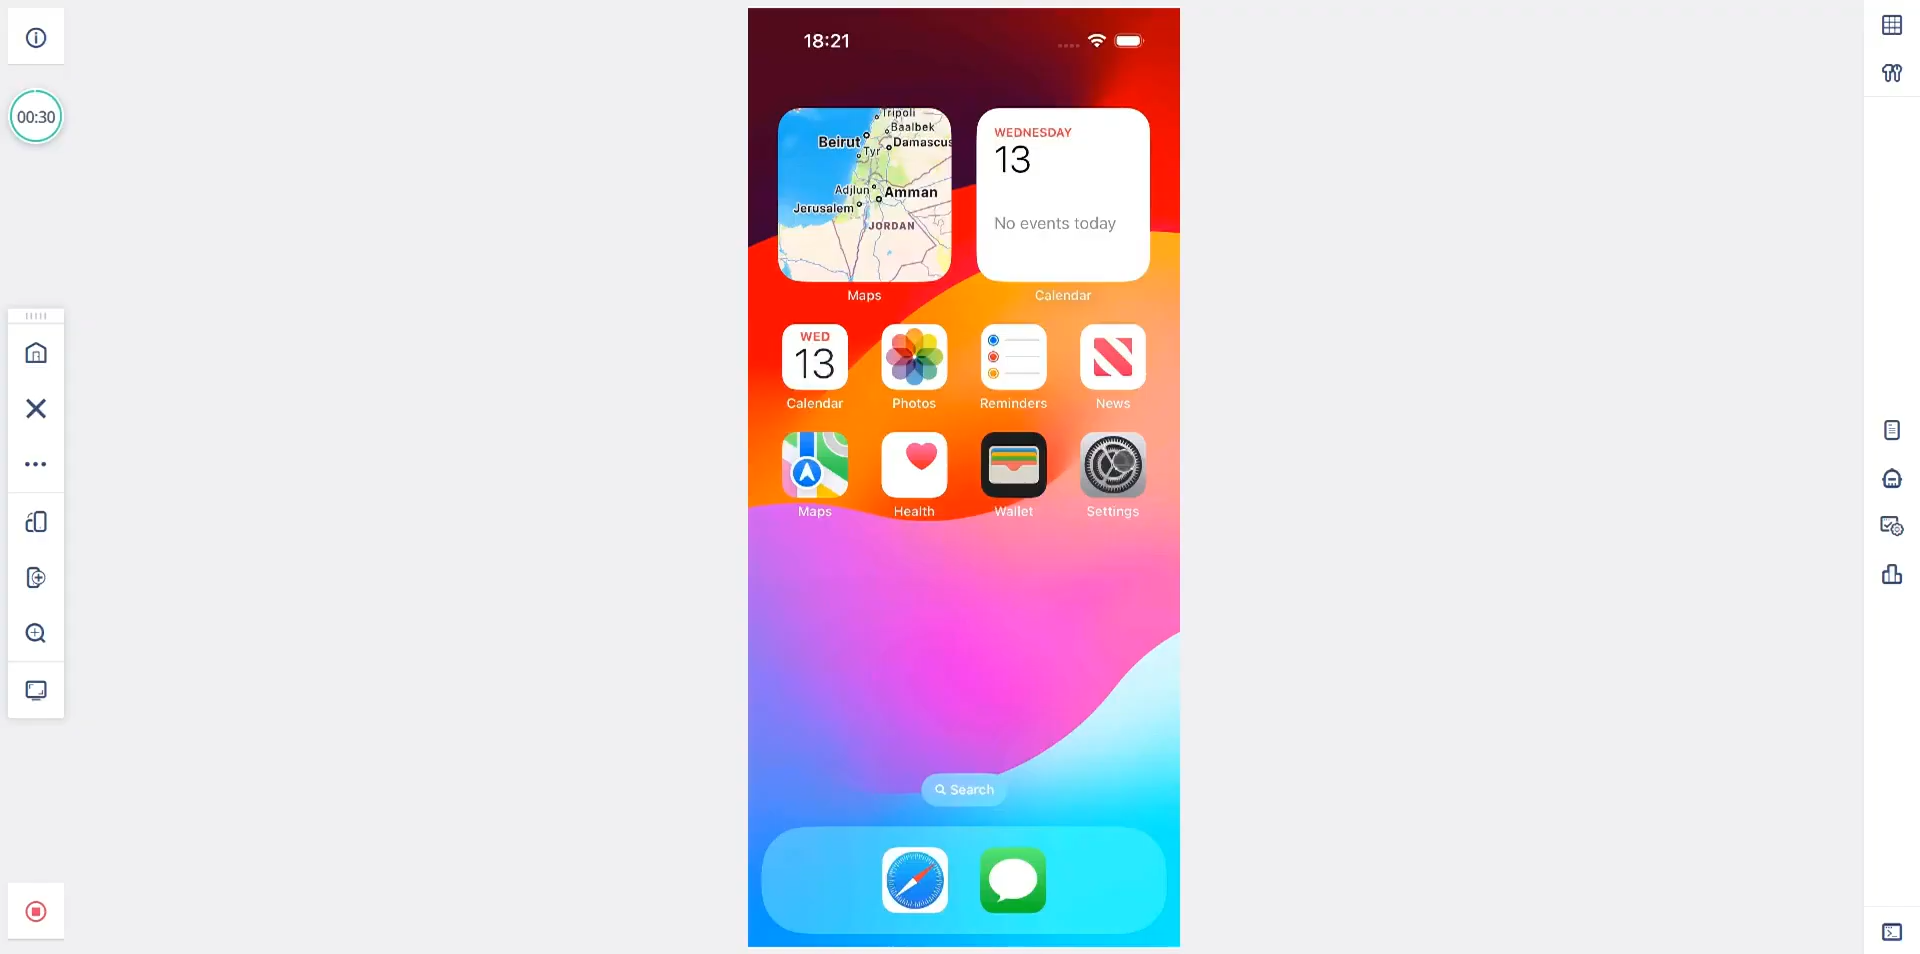 00:30
18:21
Tripoli
Baalbek
Beirut
Damascus
Tyr
Adjlun
Amman
Jerusalem
JORDAN
Maps
WEDNESDAY
13
No events today
Calendar
WED
13
Calendar
Photos
Reminders
News
Maps
Health
Wallet
Settings
Search